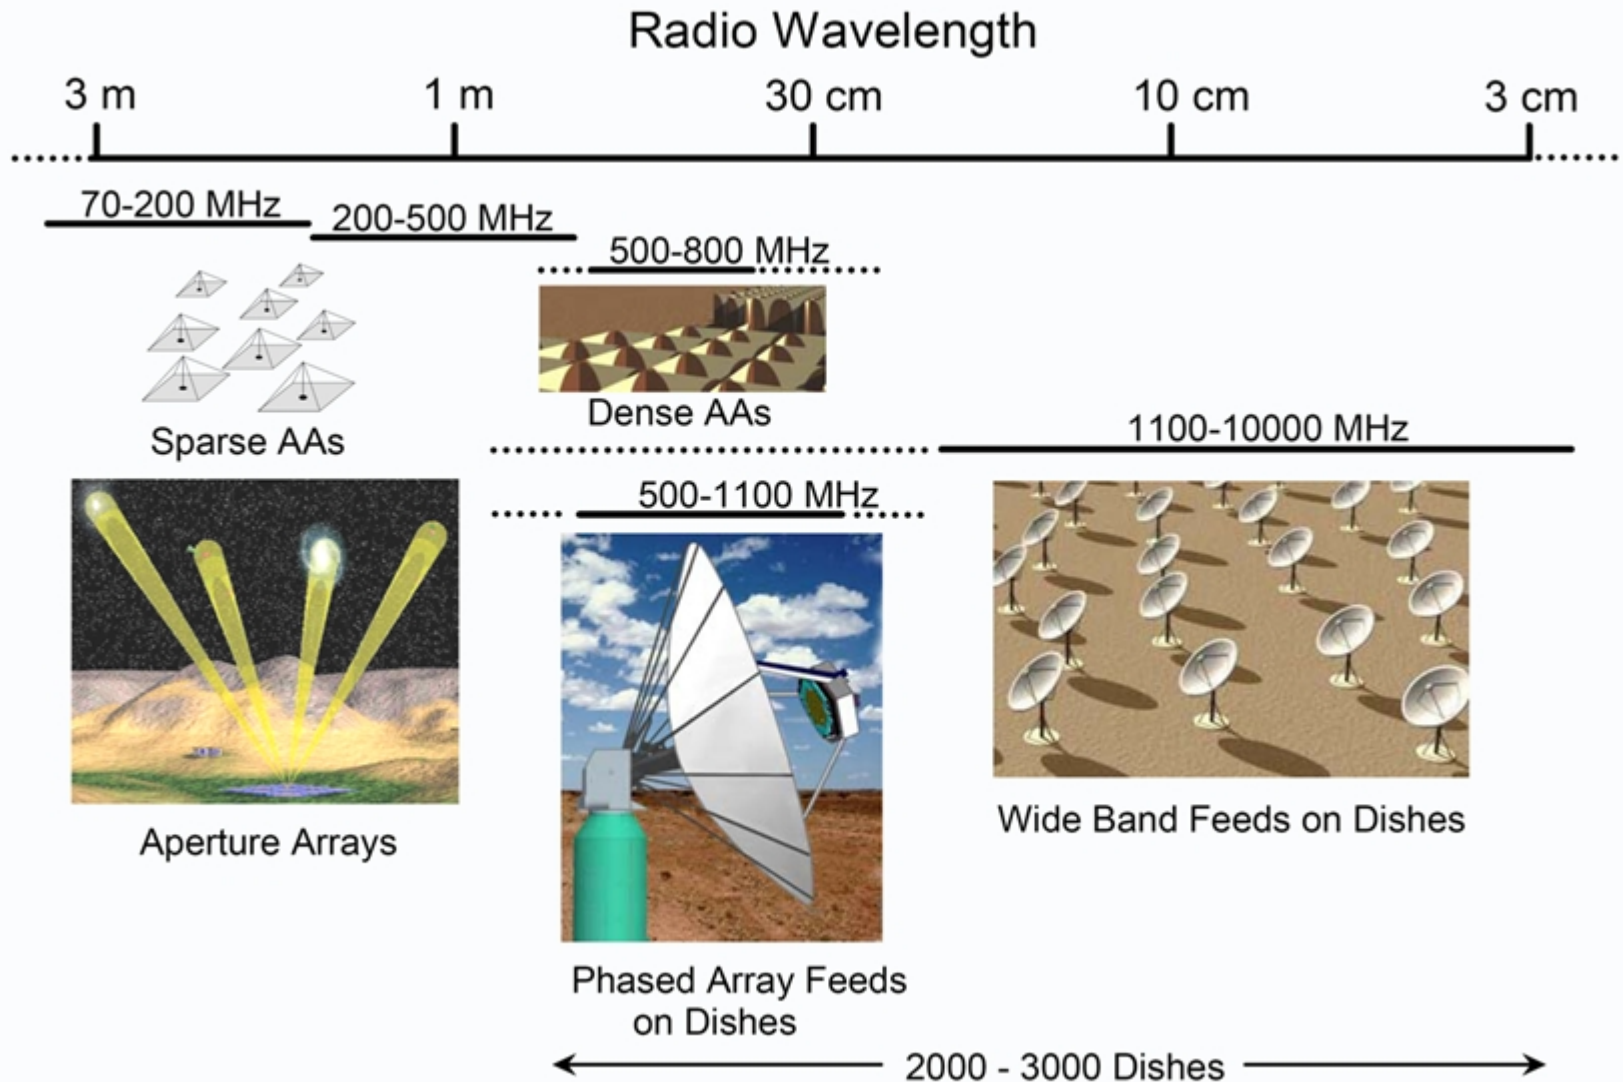 Radio Wavelength
3 m
1 m
30 cm
10 cm
3 cm
70-200 MHz
200-500 MHz
500-800 MHz
Sparse AAs
Dense AAs
1100-10000 MHz
500-1100 MHz
Aperture Arrays
Wide Band Feeds on Dishes
Phased Array Feeds
on Dishes
2000 - 3000 Dishes